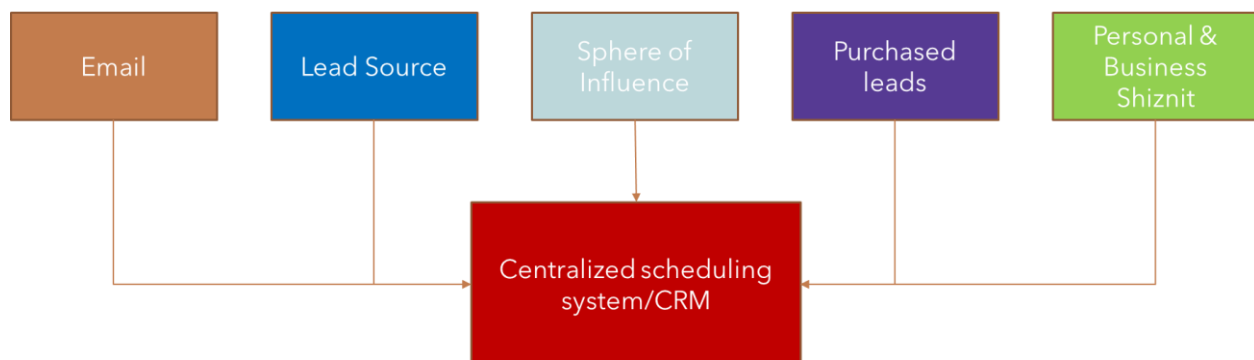 Email
Lead Source
Sphere of
Influence
Purchased
leads
Personal &
Business
Shiznit
Centralized scheduling
system/CRM